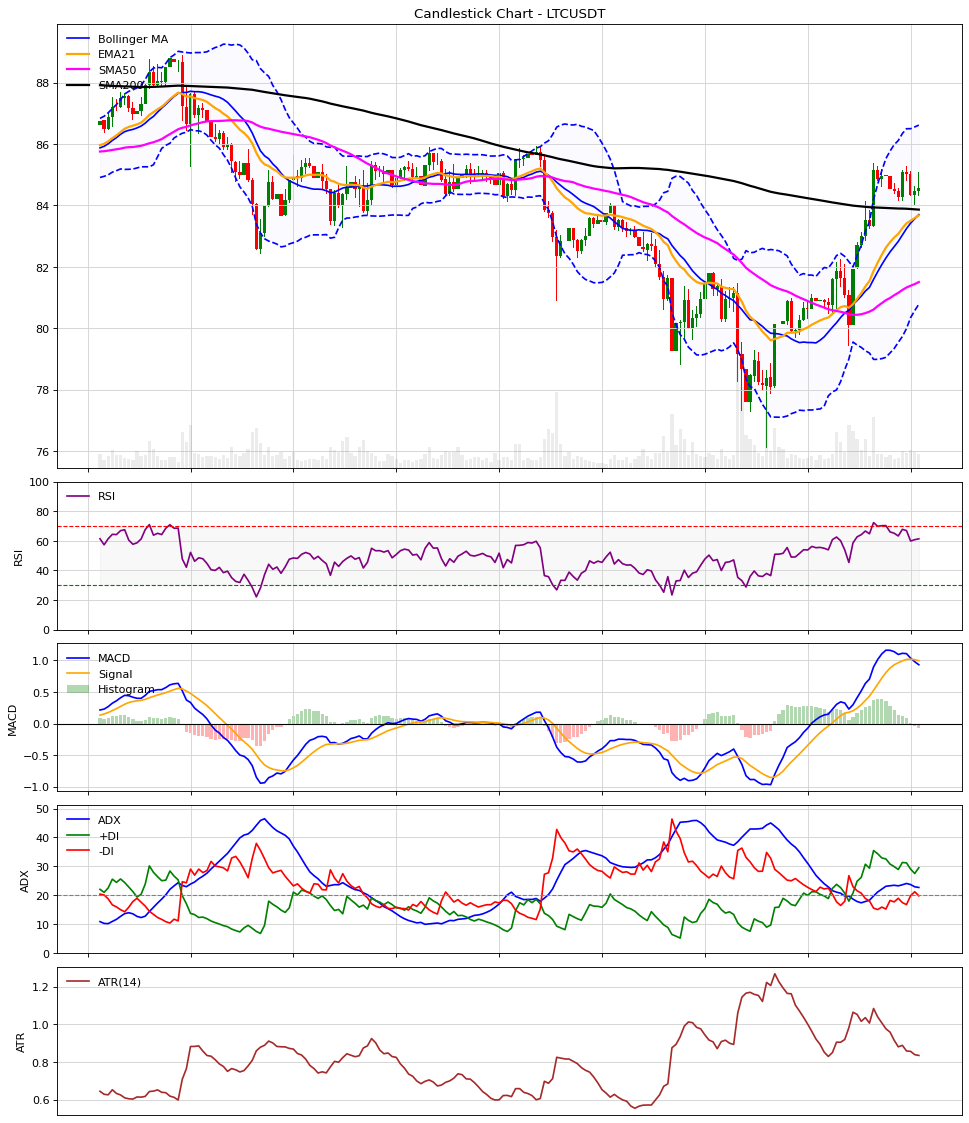 Candlestick Chart - LTCUSDT
Bollinger MA
EMA21
SMA50
SMA200
88
86
84
82
80
78
76
RSI
RSI
100
80
60
40
20
0
MACD
Signal
Histogram
MACD
1.0
0.5
0.0
−0.5
−1.0
ADX
+DI
-DI
ADX
50
40
30
20
10
0
ATR(14)
ATR
1.2
1.0
0.8
0.6